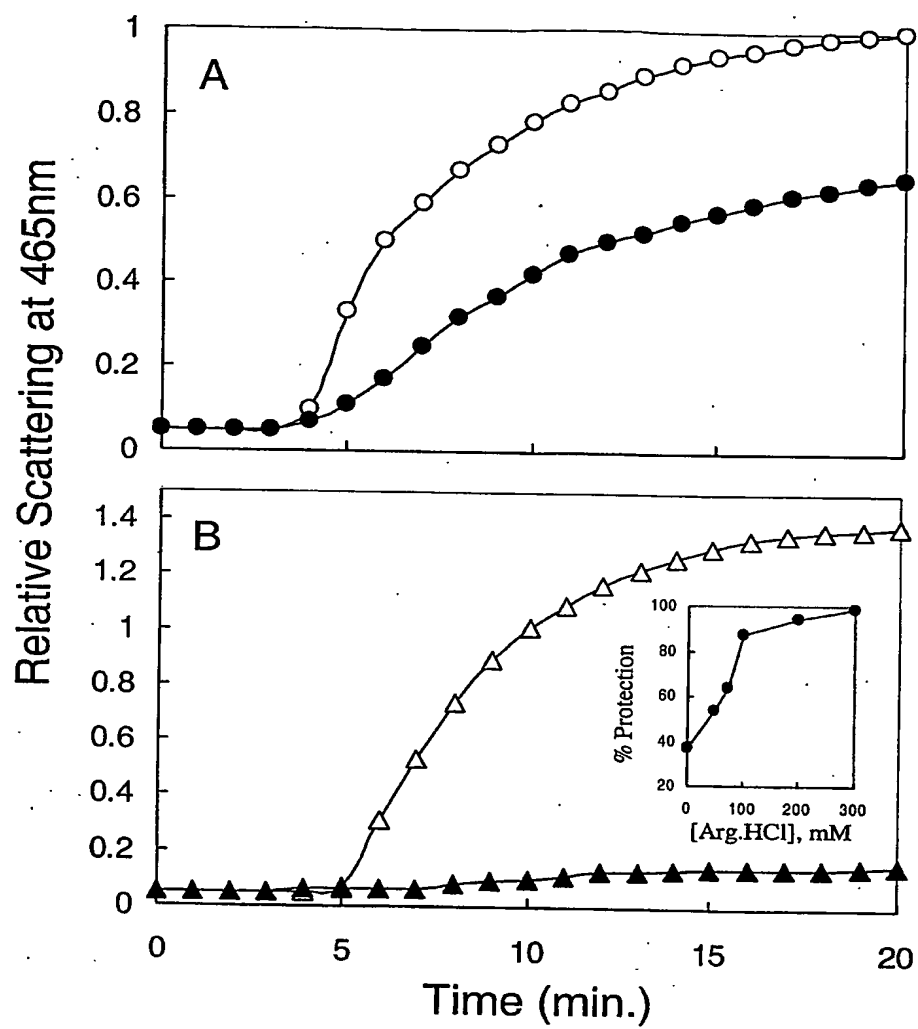 Relative Scattering at 465nm
A
1
0.8
0.6
0.4
0.2
0
B
1.4
1.2
1
0.8
0.6
0.4
0.2
0
% Protection
100
80
60
40
20
0 100 200 300
[Arg.HCl], mM
0 5 10 15 20
Time (min.)